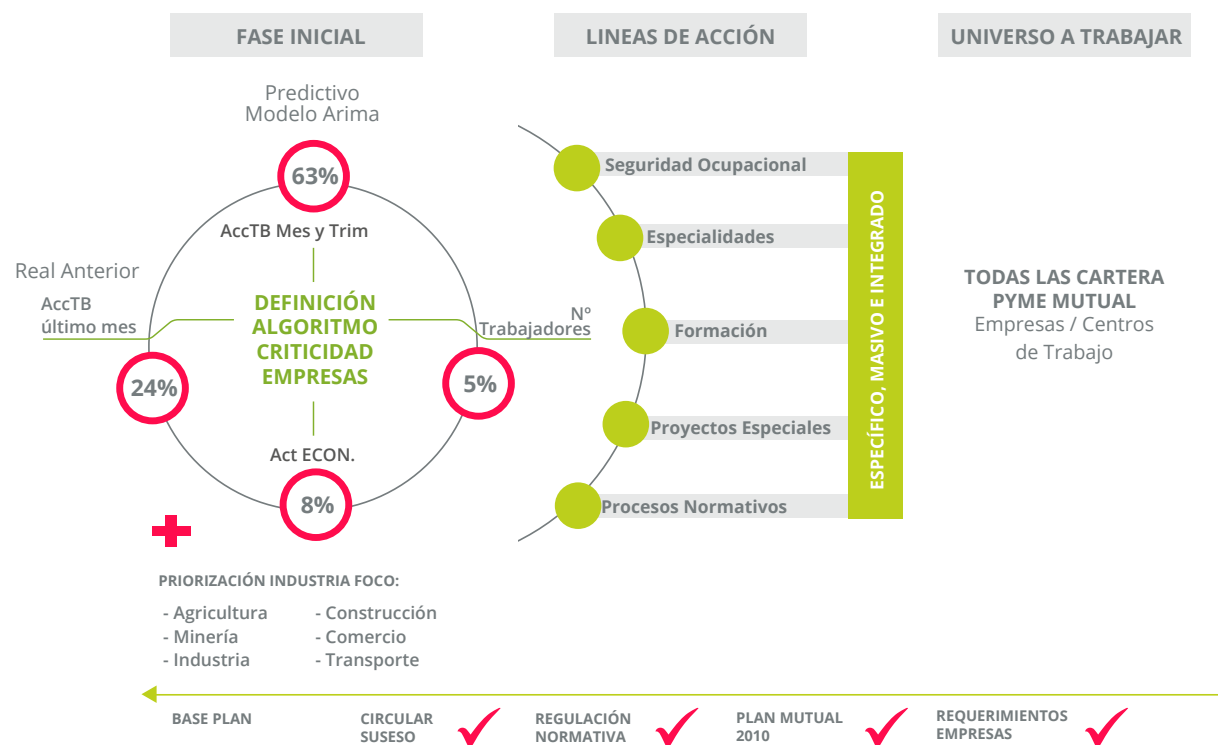 FASE INICIAL
LINEAS DE ACCIÓN
UNIVERSO A TRABAJAR
Predictivo
Modelo Arima
63%
AccTB Mes y Trim
Real Anterior
AccTB
último mes
24%
DEFINICIÓN
ALGORITMO
CRITICIDAD
EMPRESAS
Nº
Trabajadores
5%
Act ECON.
8%
PRIORIZACIÓN INDUSTRIA FOCO:
- Agricultura
- Minería
- Industria
- Construcción
- Comercio
- Transporte
Seguridad Ocupacional
Especialidades
Formación
Proyectos Especiales
Procesos Normativos
ESPECÍFICO, MASIVO E INTEGRADO
TODAS LAS CARTERA
PYME MUTUAL
Empresas / Centros
de Trabajo
BASE PLAN
CIRCULAR
SUSESO
REGULACIÓN
NORMATIVA
PLAN MUTUAL
2010
REQUERIMIENTOS
EMPRESAS